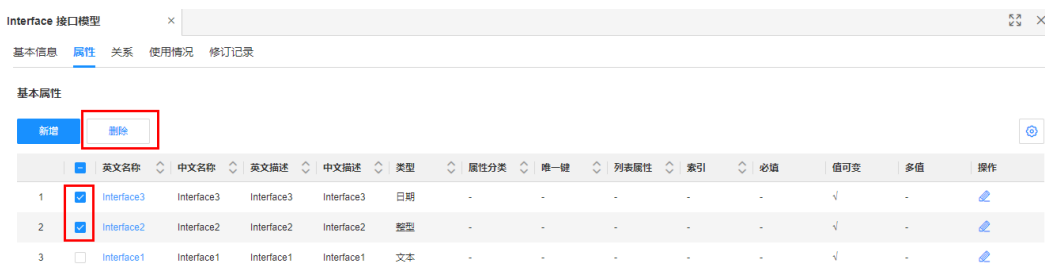 Interface 接口模型 ×
基本信息 属性 关系 使用情况 修订记录
基本属性
新增 删除
英文名称 中文名称 英文描述 中文描述 类型 属性分类 唯一键 列表属性 索引 必填 值可变 多值 操作
1 Interface3 Interface3 Interface3 Interface3 日期 - - - - - √ -
2 Interface2 Interface2 Interface2 Interface2 整型 - - - - - √ -
3 Interface1 Interface1 Interface1 Interface1 文本 - - - - - √ -